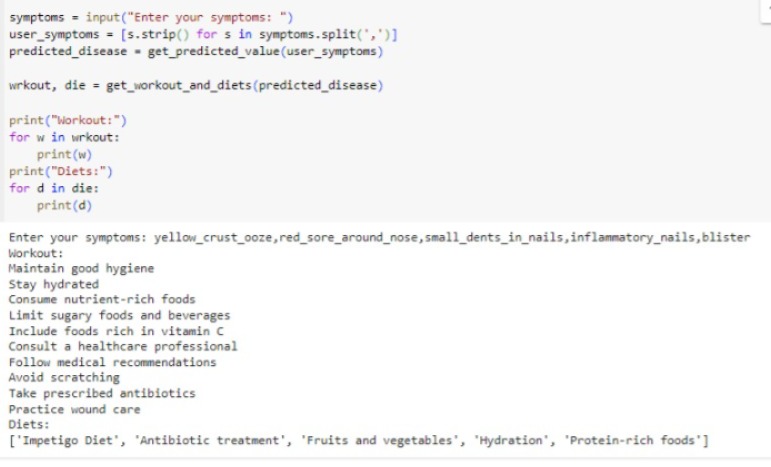 symptoms = input("Enter your symptoms: ")
user_symptoms = [s.strip() for s in symptoms.split(',')]
predicted_disease = get_predicted_value(user_symptoms)
wrkout, die = get_workout_and_diets(predicted_disease)
print("Workout:")
for w in wrkout:
    print(w)
print("Diets:")
for d in die:
    print(d)
Enter your symptoms: yellow_crust_ooze,red_sore_around_nose,small_dents_in_nails,inflammatory_nails,blister
Workout:
Maintain good hygiene
Stay hydrated
Consume nutrient-rich foods
Limit sugary foods and beverages
Include foods rich in vitamin C
Consult a healthcare professional
Follow medical recommendations
Avoid scratching
Take prescribed antibiotics
Practice wound care
Diets:
['Impetigo Diet', 'Antibiotic treatment', 'Fruits and vegetables', 'Hydration', 'Protein-rich foods']